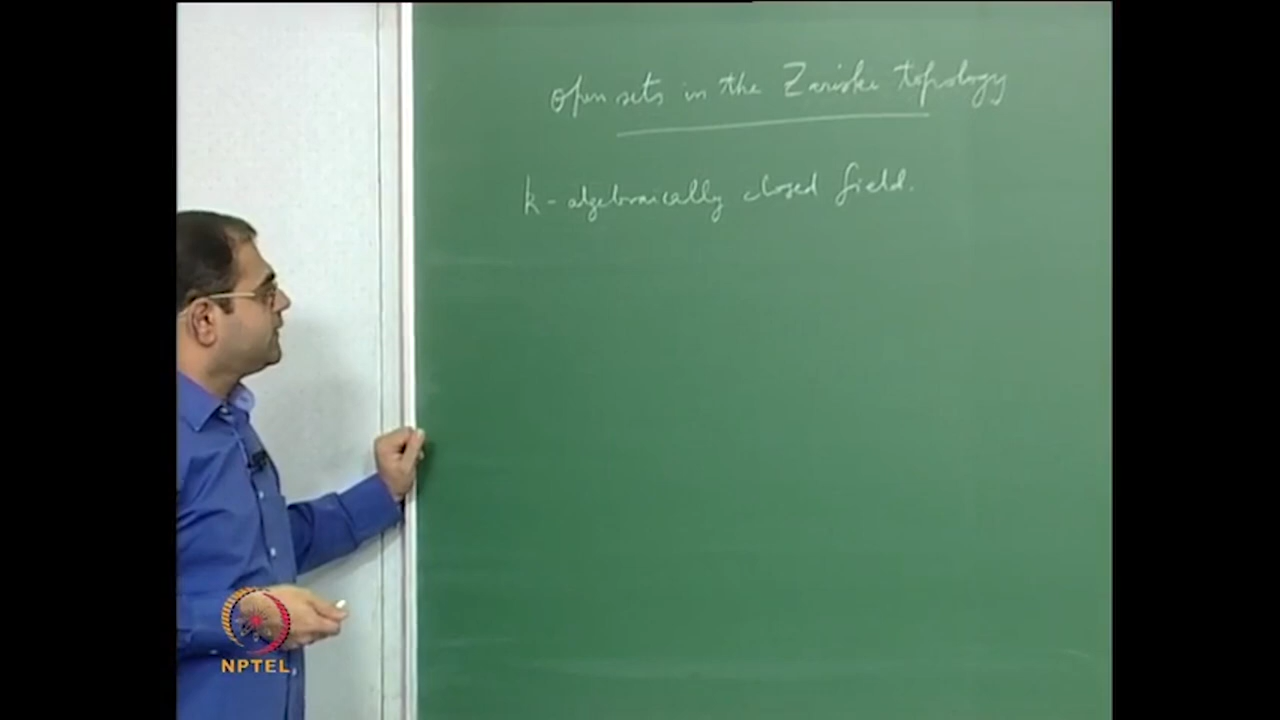 Open sets in the Zariski topology
k - algebraically closed field.
NPTEL